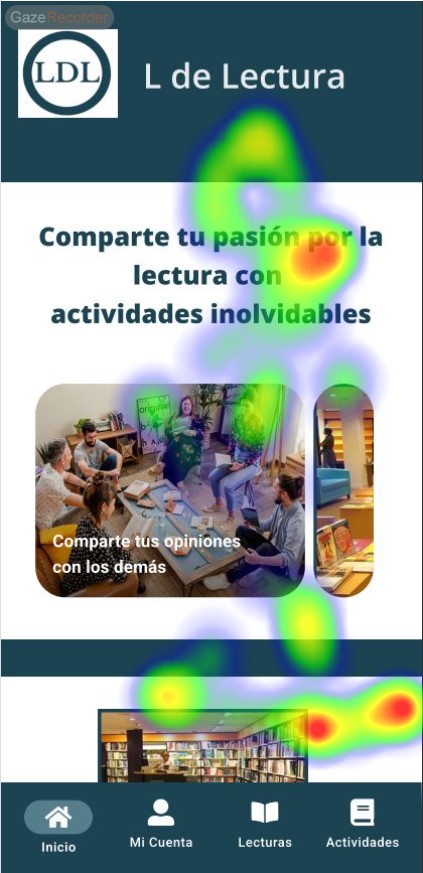 GazeRecorder
LDL
L de Lectura
Comparte tu pasión por la
lectura con
actividades inolvidables
Comparte tus opiniones
con los demás
Inicio
Mi Cuenta
Lecturas
Actividades